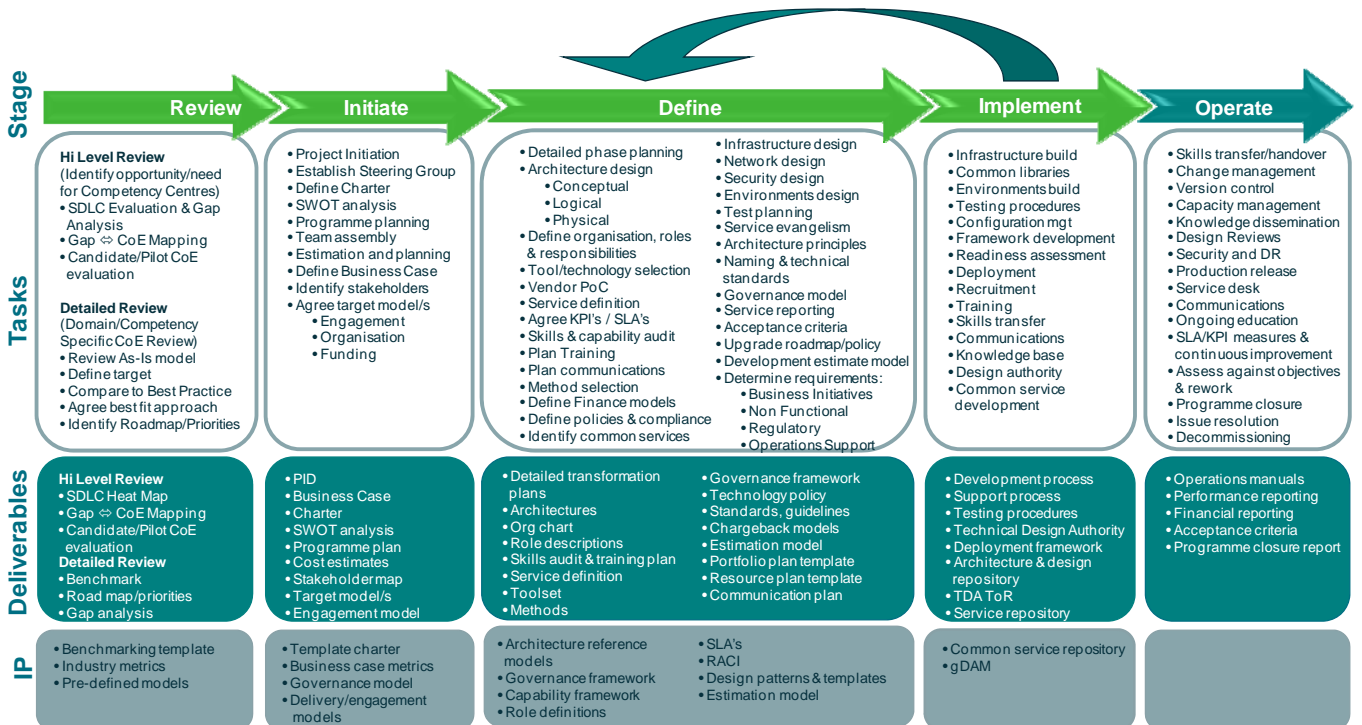 Stage
Review
Initiate
Define
Implement
Operate
Tasks
Hi Level Review
(Identify opportunity/need
for Competency Centres)
• SDLC Evaluation & Gap
Analysis
• Gap ⇔ CoE Mapping
• Candidate/Pilot CoE
evaluation
Detailed Review
(Domain/Competency
Specific CoE Review)
• Review As-Is model
• Define target
• Compare to Best Practice
• Agree best fit approach
• Identify Roadmap/Priorities
• Project Initiation
• Establish Steering Group
• Define Charter
• SWOT analysis
• Programme planning
• Team assembly
• Estimation and planning
• Define Business Case
• Identify stakeholders
• Agree target model/s
• Engagement
• Organisation
• Funding
• Detailed phase planning
• Architecture design
• Conceptual
• Logical
• Physical
• Define organisation, roles
& responsibilities
• Tool/technology selection
• Vendor PoC
• Service definition
• Agree KPI's / SLA's
• Skills & capability audit
• Plan Training
• Plan communications
• Method selection
• Define Finance models
• Define policies & compliance
• Identify common services
• Infrastructure design
• Network design
• Security design
• Environments design
• Test planning
• Service evangelism
• Architecture principles
• Naming & technical
standards
• Governance model
• Service reporting
• Acceptance criteria
• Upgrade roadmap/policy
• Development estimate model
• Determine requirements:
• Business Initiatives
• Non Functional
• Regulatory
• Operations Support
• Infrastructure build
• Common libraries
• Environments build
• Testing procedures
• Configuration mgt
• Framework development
• Readiness assessment
• Deployment
• Recruitment
• Training
• Skills transfer
• Communications
• Knowledge base
• Design authority
• Common service
development
• Skills transfer/handover
• Change management
• Version control
• Capacity management
• Knowledge dissemination
• Design Reviews
• Security and DR
• Production release
• Service desk
• Communications
• Ongoing education
• SLA/KPI measures &
continuous improvement
• Assess against objectives
& rework
• Programme closure
• Issue resolution
• Decommissioning
Deliverables
Hi Level Review
• SDLC Heat Map
• Gap ⇔ CoE Mapping
• Candidate/Pilot CoE
evaluation
Detailed Review
• Benchmark
• Road map/priorities
• Gap analysis
• PID
• Business Case
• Charter
• SWOT analysis
• Programme plan
• Cost estimates
• Stakeholder map
• Target model/s
• Engagement model
• Detailed transformation
plans
• Architectures
• Org chart
• Role descriptions
• Skills audit & training plan
• Service definition
• Toolset
• Methods
• Governance framework
• Technology policy
• Standards, guidelines
• Chargeback models
• Estimation model
• Portfolio plan template
• Resource plan template
• Communication plan
• Development process
• Support process
• Testing procedures
• Technical Design Authority
• Deployment framework
• Architecture & design
repository
• TDA ToR
• Service repository
• Operations manuals
• Performance reporting
• Financial reporting
• Acceptance criteria
• Programme closure report
IP
• Benchmarking template
• Industry metrics
• Pre-defined models
• Template charter
• Business case metrics
• Governance model
• Delivery/engagement
models
• Architecture reference
models
• Governance framework
• Capability framework
• Role definitions
• SLA's
• RACI
• Design patterns & templates
• Estimation model
• Common service repository
• gDAM